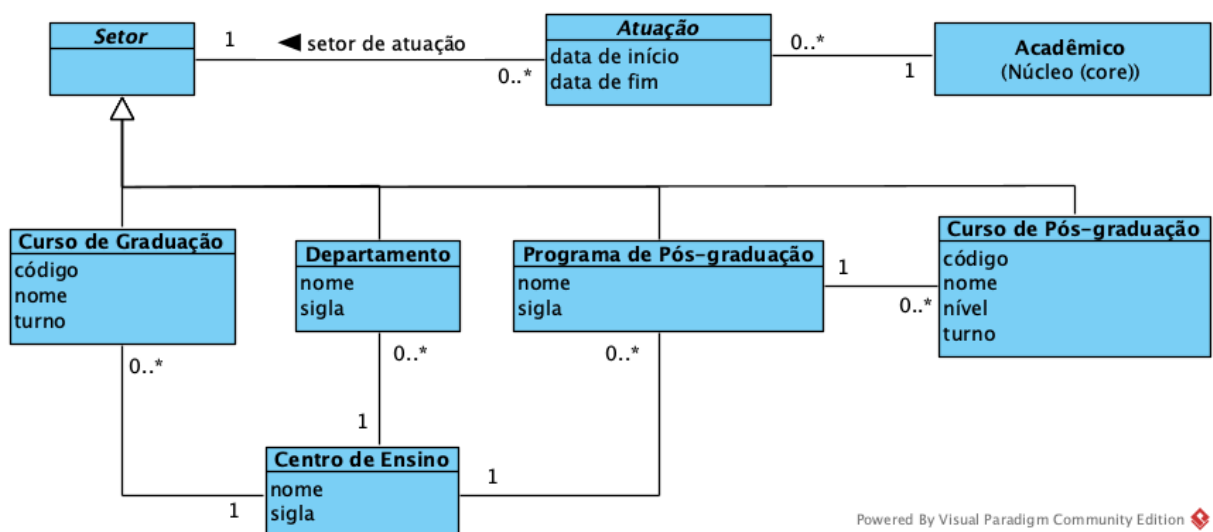 Setor
1
◀ setor de atuação
0..*
Atuação
data de início
data de fim
0..*
1
Acadêmico
(Núcleo (core))
Curso de Graduação
código
nome
turno
0..*
1
Departamento
nome
sigla
0..*
1
Programa de Pós-graduação
nome
sigla
0..*
1
1
0..*
Curso de Pós-graduação
código
nome
nível
turno
Centro de Ensino
nome
sigla
Powered By Visual Paradigm Community Edition